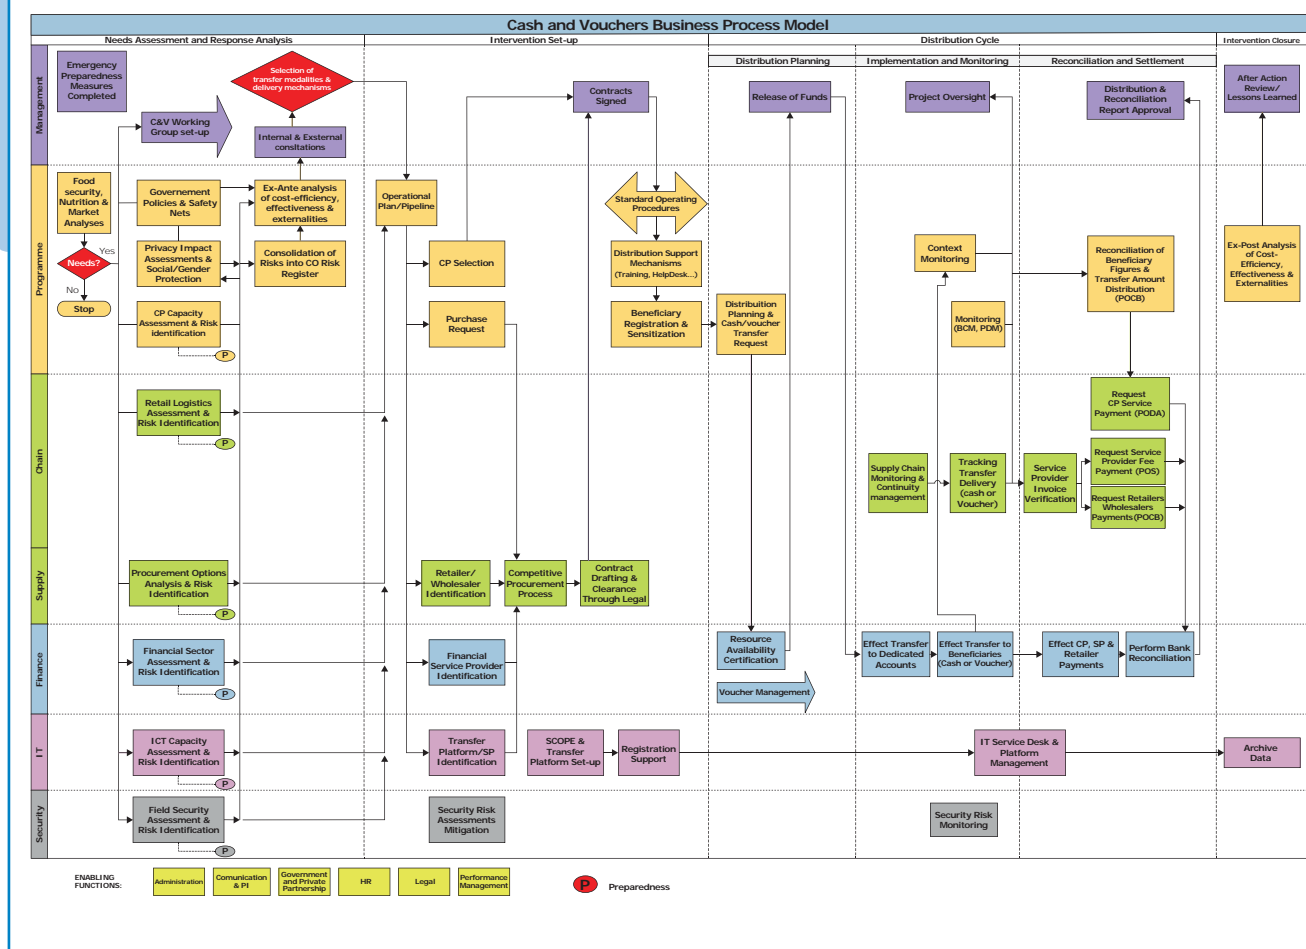 Cash and Vouchers Business Process Model
Needs Assessment and Response Analysis
Intervention Set-up
Distribution Cycle
Intervention Closure
Distribution Planning
Implementation and Monitoring
Reconciliation and Settlement
Management
Emergency
Preparedness
Measures
Completed
C&V Working
Group set-up
Selection of
transfer modalities &
delivery mechanisms
Internal & Exsternal
consltations
Contracts
Signed
Release of Funds
Project Oversight
Distribution &
Reconciliation
Report Approval
After Action
Review/
Lessons Learned
Programme
Food
security,
Nutrition &
Market
Analyses
Needs?
Yes
No
Stop
Governement
Policies & Safety
Nets
Privacy Impact
Assessments &
Social/Gender
Protection
CP Capacity
Assessment & Risk
identification
P
Ex-Ante analysis
of cost-efficiency,
effectiveness &
externalities
Consolidation of
Risks into CO Risk
Register
Operational
Plan/Pipeline
CP Selection
Purchase
Request
Standard Operating
Procedures
Distribution Support
Mechanisms
(Training, HelpDesk...)
Beneficiary
Registration &
Sensitization
Distribuition
Planning &
Cash/voucher
Transfer
Request
Context
Monitoring
Monitoring
(BCM, PDM)
Reconciliation of
Beneficiary
Figures &
Transfer Amount
Distribution
(POCB)
Ex-Post Analysis
of Cost-
Efficiency,
Effectiveness &
Externalities
Chain
Retail Logistics
Assessment &
Risk Identification
P
Supply Chain
Monitoring &
Continuity
management
Tracking
Transfer
Delivery
(cash or
Voucher)
Service
Provider
Invoice
Verification
Request
CP Service
Payment (PODA)
Request Service
Provider Fee
Payment (POS)
Request Retailers
Wholesalers
Payments(POCB)
Supply
Procurement Options
Analysis & Risk
Identification
P
Retailer/
Wholesaler
Identification
Competitive
Procurement
Process
Contract
Drafting &
Clearance
Through Legal
Finance
Financial Sector
Assessment &
Risk Identification
P
Financial
Service Provider
Identification
Resource
Availability
Certification
Voucher Management
Effect Transfer
to Dedicated
Accounts
Effect Transfer to
Beneficiaries
(Cash or Voucher)
Effect CP, SP &
Retailer
Payments
Perform Bank
Reconciliation
IT
ICT Capacity
Assessment &
Risk Identification
P
Transfer
Platform/SP
Identification
SCOPE &
Transfer
Platform Set-up
Registration
Support
IT Service Desk &
Platform
Management
Archive
Data
Security
Field Security
Assessment &
Risk Identification
P
Security Risk
Assessments
Mitigation
Security Risk
Monitoring
ENABLING
FUNCTIONS:
Administration
Comunication
& PI
Government
and Private
Partnership
HR
Legal
Performance
Management
P
Preparedness